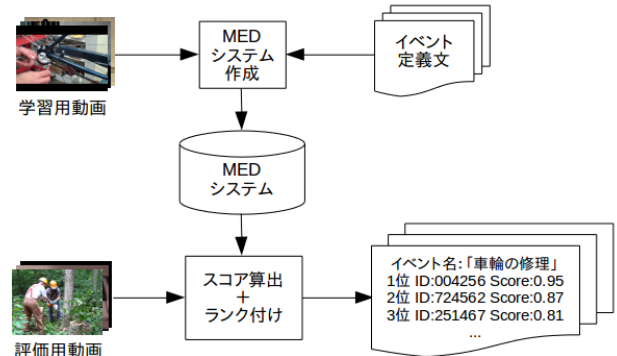 MED
システム
作成
イベント
定義文
学習用動画
MED
システム
スコア算出
+
ランク付け
イベント名:「車輪の修理」
1位 ID:004256 Score:0.95
2位 ID:724562 Score:0.87
3位 ID:251467 Score:0.81
...
評価用動画